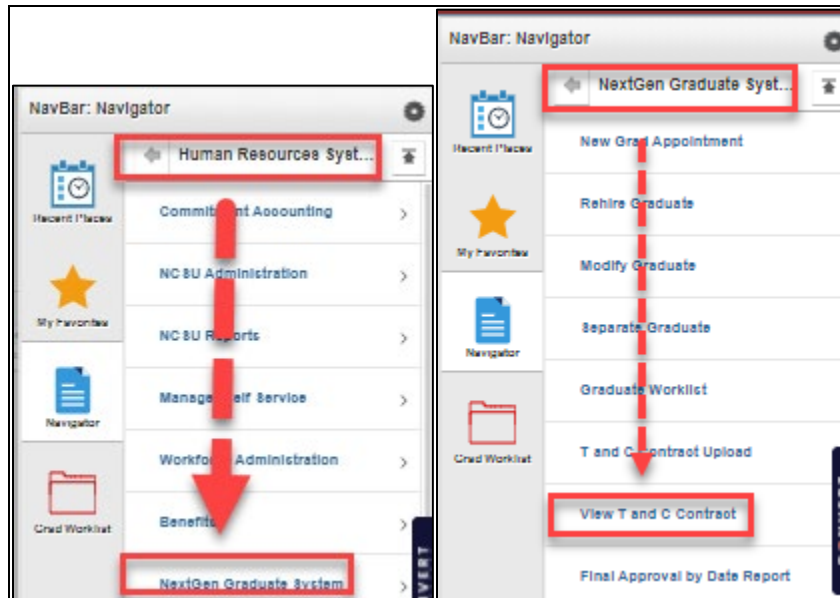 NavBar: Navigator
Human Resources Syst...
Recent Places
My Favorites
Navigator
Grad Worklist
Commitment Accounting
NCSU Administration
NCSU Reports
Manager Self Service
Workforce Administration
Benefits
NextGen Graduate System
VERT
NavBar: Navigator
NextGen Graduate Syst...
Recent Places
My Favorites
Navigator
Grad Worklist
New Grad Appointment
Rehire Graduate
Modify Graduate
Separate Graduate
Graduate Worklist
T and C Contract Upload
View T and C Contract
Final Approval by Date Report